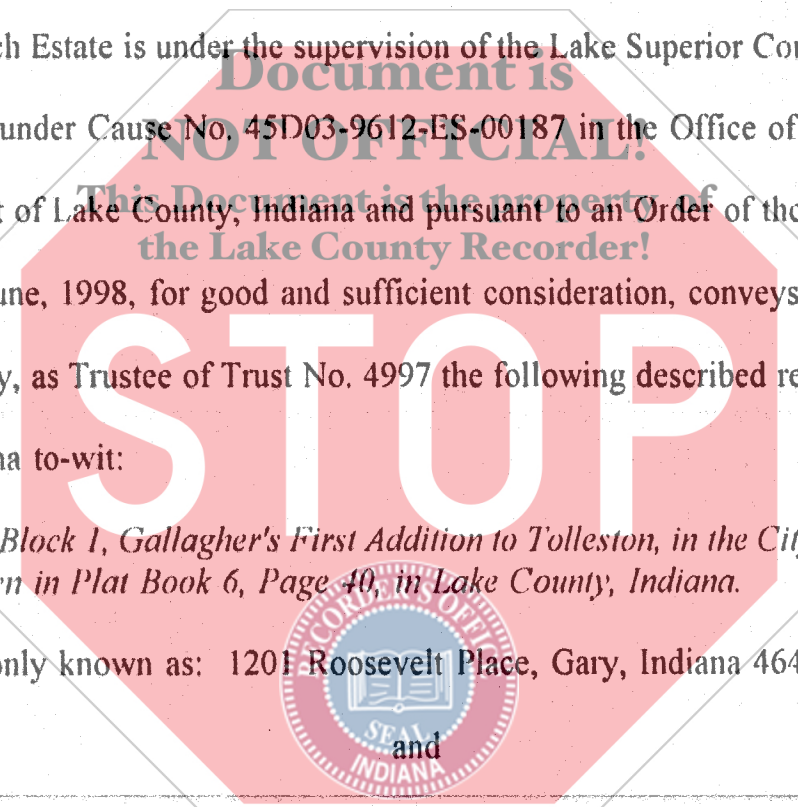 ch Estate is under the supervision of the Lake Superior Cou
Document is
under Cause No. 45D03-9612-ES-00187 in the Office of
NOT OFFICIAL!
of Lake County, Indiana and pursuant to an Order of the
This Document is the property of
the Lake County Recorder!
une, 1998, for good and sufficient consideration, conveys
STOP
y, as Trustee of Trust No. 4997 the following described re
na to-wit:
Block 1, Gallagher's First Addition to Tolleston, in the Cit
n in Plat Book 6, Page 40, in Lake County, Indiana.
RECORDER'S OFFICE
only known as: 1201 Roosevelt Place, Gary, Indiana 464
SEAL
and
INDIANA